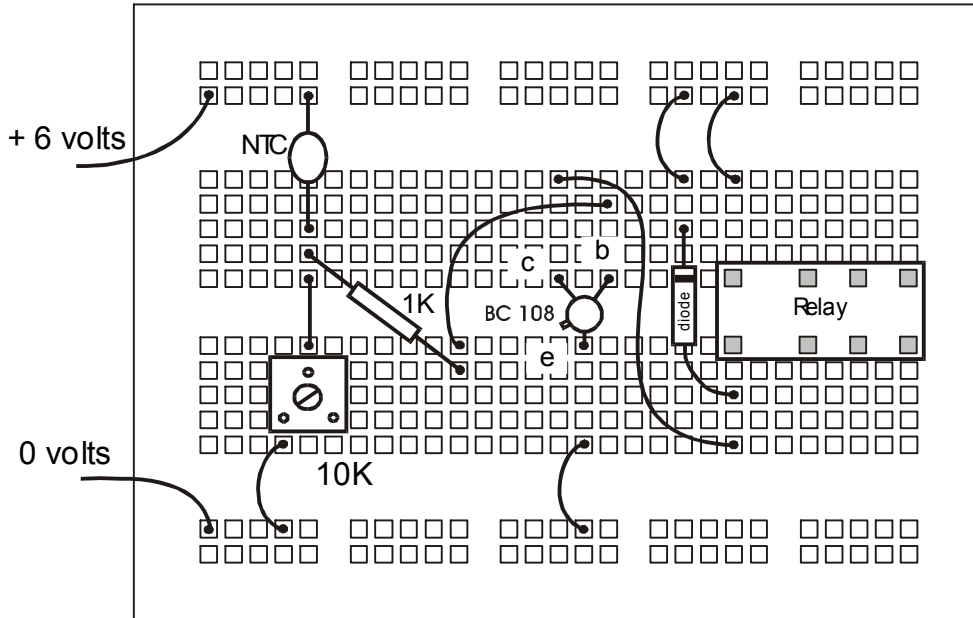 + 6 volts
NTC
c
b
1K
BC 108
diode
Relay
e
0 volts
10K